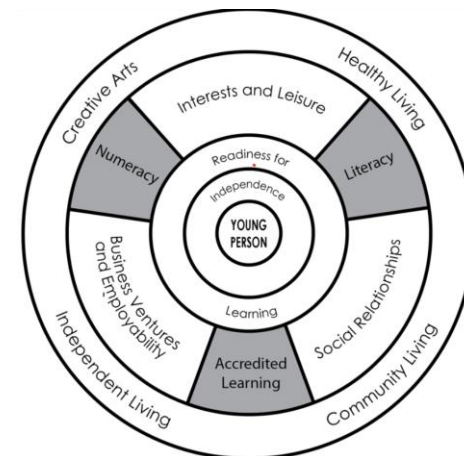 Creative Arts
Healthy Living
Interests and Leisure
Numeracy
Literacy
Readiness for
Independence
YOUNG
PERSON
Learning
Business Ventures
and Employability
Social Relationships
Accredited
Learning
Independent Living
Community Living